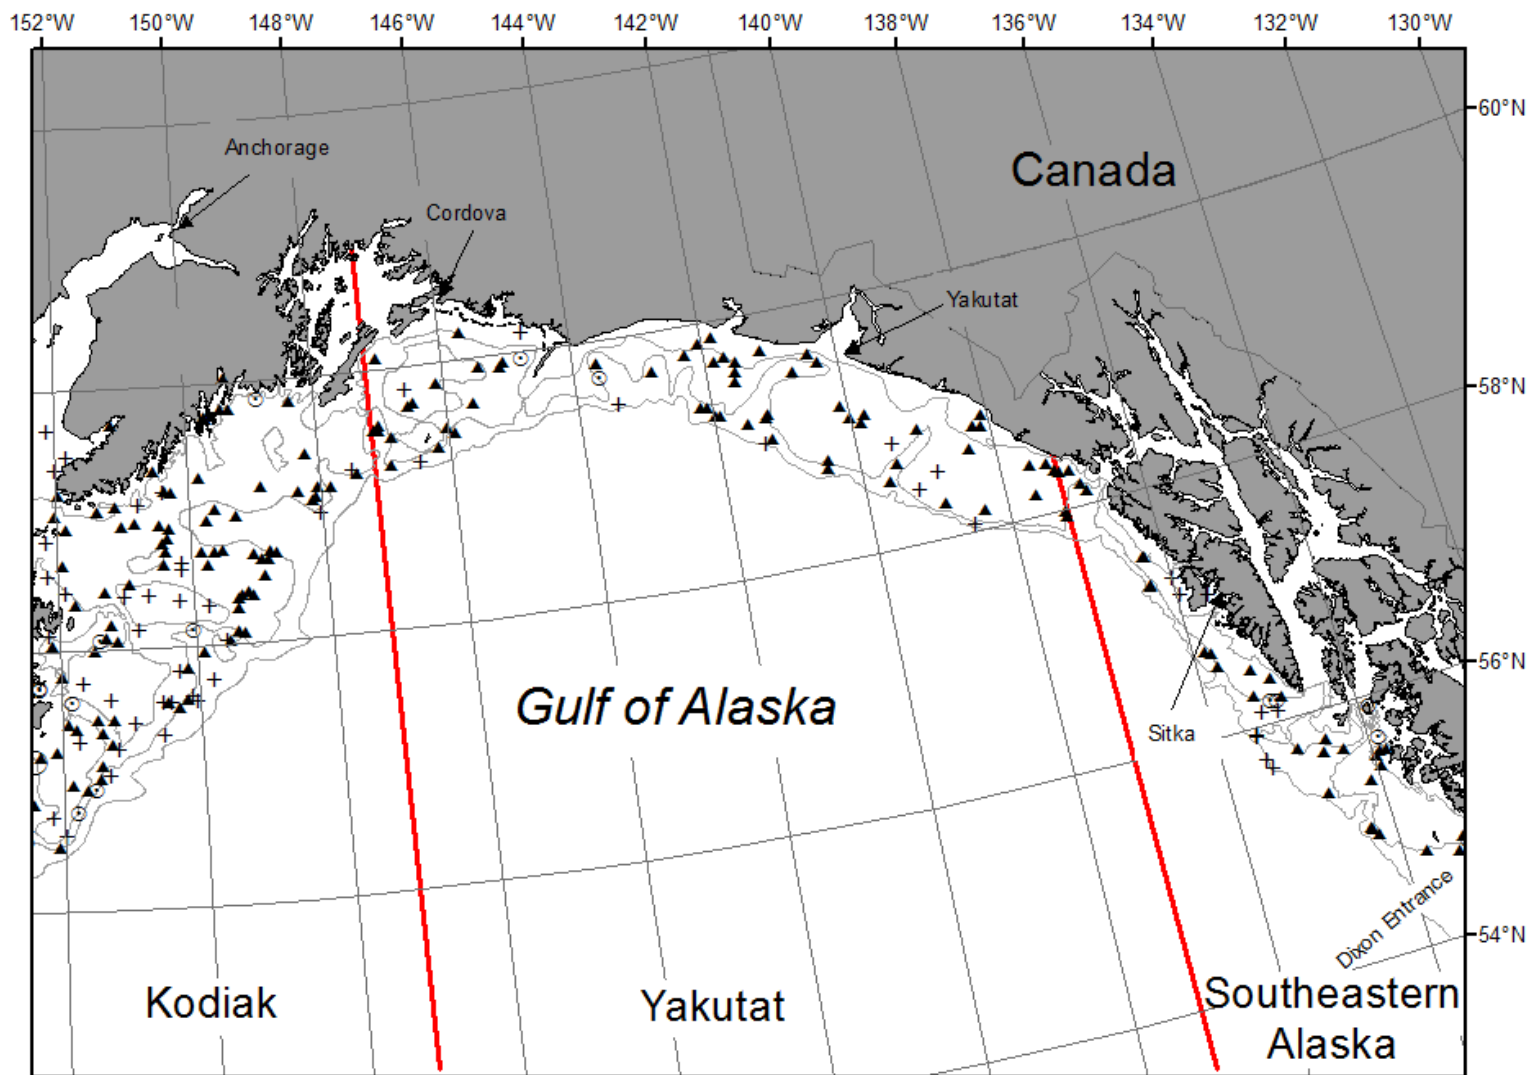 152°W 150°W 148°W 146°W 144°W 142°W 140°W 138°W 136°W 134°W 132°W 130°W
60°N
Anchorage
Canada
Cordova
Yakutat
58°N
56°N
Gulf of Alaska
Sitka
Dixon Entrance
54°N
Kodiak
Yakutat
Southeastern
Alaska